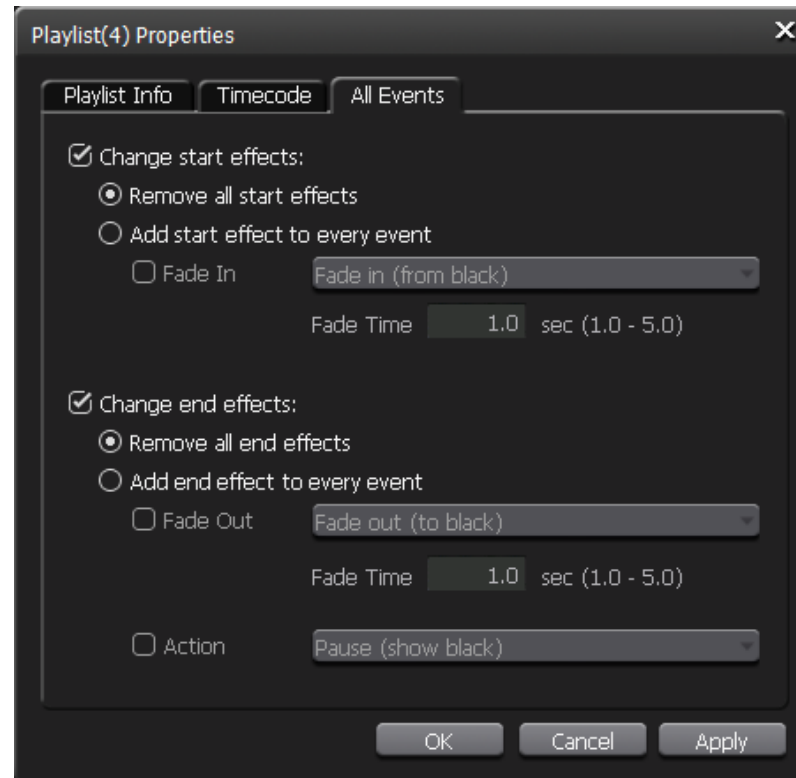 Playlist(4) Properties
Playlist Info Timecode All Events
Change start effects:
Remove all start effects
Add start effect to every event
Fade In Fade in (from black)
Fade Time 1.0 sec (1.0 - 5.0)
Change end effects:
Remove all end effects
Add end effect to every event
Fade Out Fade out (to black)
Fade Time 1.0 sec (1.0 - 5.0)
Action Pause (show black)
OK Cancel Apply